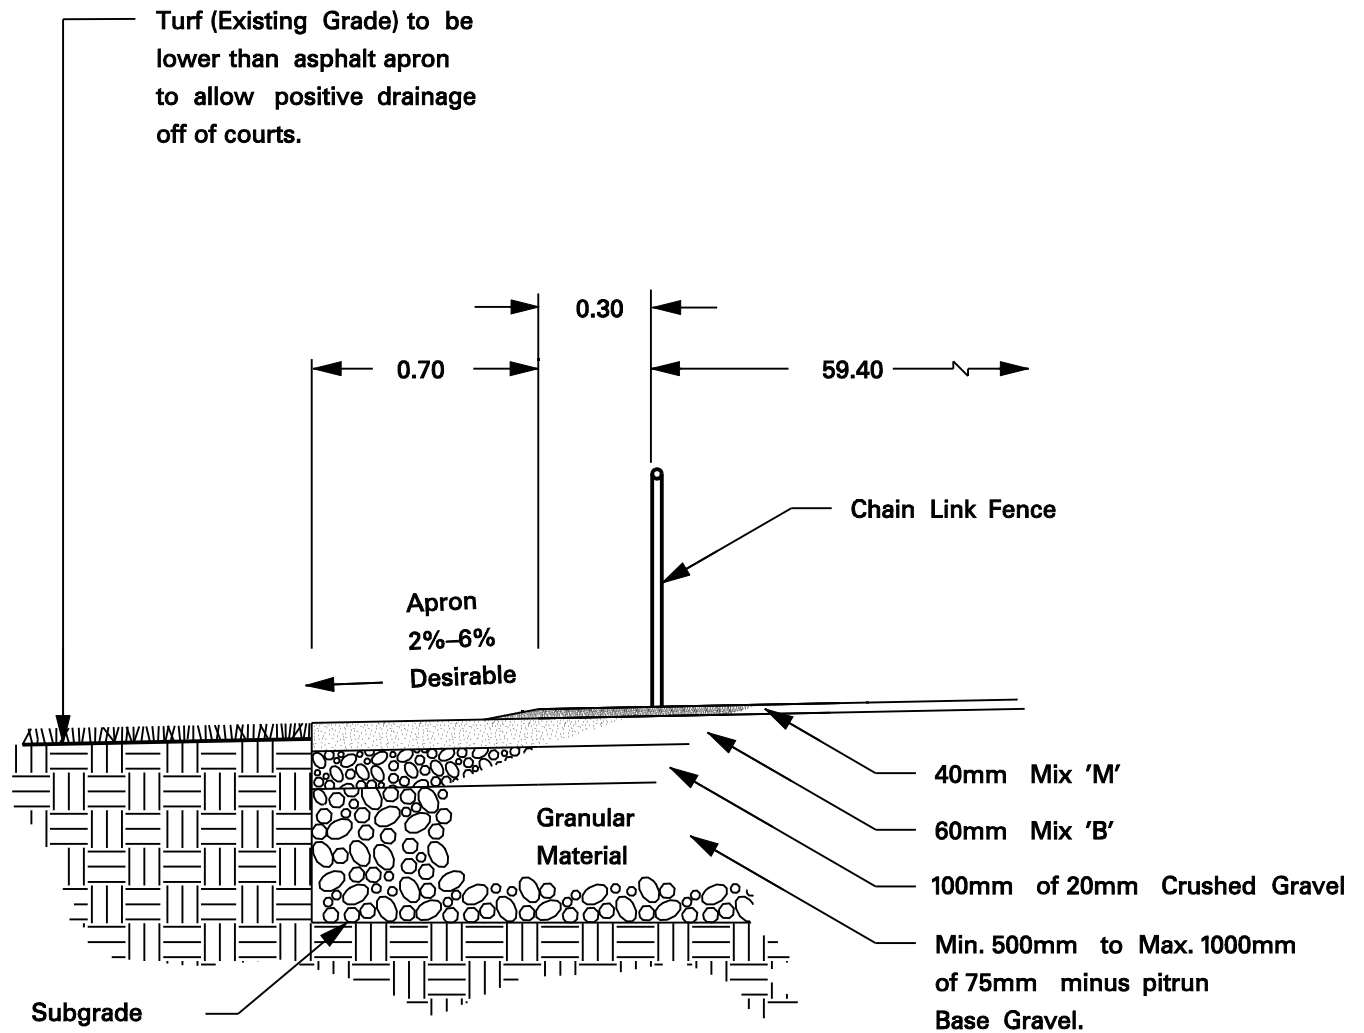 Turf (Existing Grade) to be
lower than asphalt apron
to allow positive drainage
off of courts.
0.30
0.70
59.40
Chain Link Fence
Apron
2%–6%
Desirable
40mm Mix 'M'
60mm Mix 'B'
100mm of 20mm Crushed Gravel
Granular
Material
Min. 500mm to Max. 1000mm
of 75mm minus pitrun
Base Gravel.
Subgrade